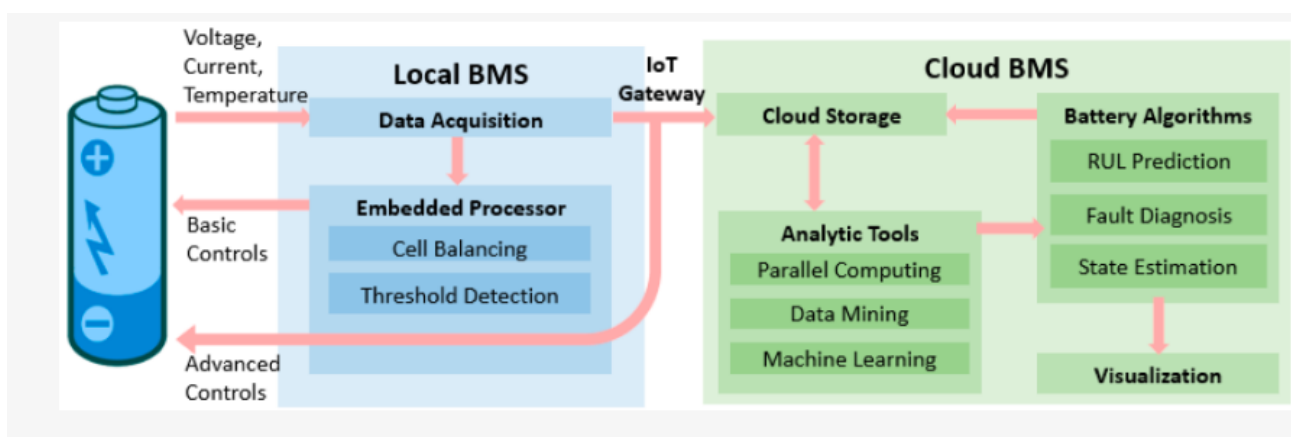 Voltage,
Current,
Temperature
Local BMS
Data Acquisition
Embedded Processor
Cell Balancing
Threshold Detection
Basic
Controls
Advanced
Controls
IoT
Gateway
Cloud BMS
Cloud Storage
Analytic Tools
Parallel Computing
Data Mining
Machine Learning
Battery Algorithms
RUL Prediction
Fault Diagnosis
State Estimation
Visualization